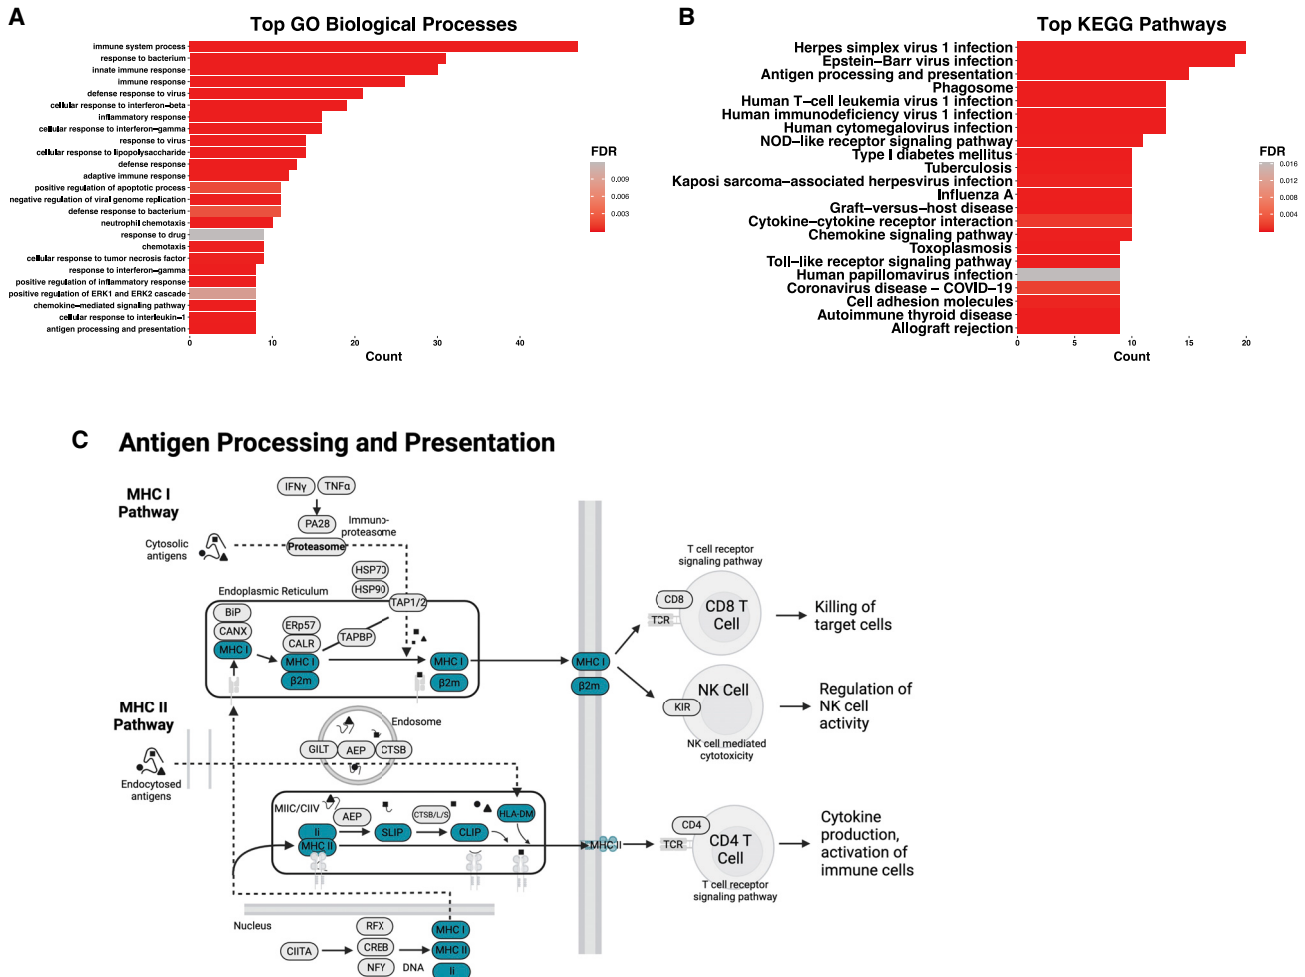 A
Top GO Biological Processes
immune system process
response to bacterium
innate immune response
immune response
defense response to virus
cellular response to interferon−beta
inflammatory response
cellular response to interferon−gamma
response to virus
cellular response to lipopolysaccharide
defense response
adaptive immune response
positive regulation of apoptotic process
negative regulation of viral genome replication
defense response to bacterium
neutrophil chemotaxis
response to drug
chemotaxis
cellular response to tumor necrosis factor
response to interferon−gamma
positive regulation of inflammatory response
positive regulation of ERK1 and ERK2 cascade
chemokine−mediated signaling pathway
cellular response to interleukin−1
antigen processing and presentation
0 10 20 30 40
Count
FDR
0.009
0.006
0.003
B
Top KEGG Pathways
Herpes simplex virus 1 infection
Epstein−Barr virus infection
Antigen processing and presentation
Phagosome
Human T−cell leukemia virus 1 infection
Human immunodeficiency virus 1 infection
Human cytomegalovirus infection
NOD−like receptor signaling pathway
Type I diabetes mellitus
Tuberculosis
Kaposi sarcoma−associated herpesvirus infection
Influenza A
Graft−versus−host disease
Cytokine−cytokine receptor interaction
Chemokine signaling pathway
Toxoplasmosis
Toll−like receptor signaling pathway
Human papillomavirus infection
Coronavirus disease − COVID−19
Cell adhesion molecules
Autoimmune thyroid disease
Allograft rejection
0 5 10 15 20
Count
FDR
0.016
0.012
0.008
0.004
C
Antigen Processing and Presentation
MHC I
Pathway
IFNγ
TNFα
PA28
Immuno-
proteasome
Proteasome
Cytosolic
antigens
HSP70
HSP90
Endoplasmic Reticulum
TAP1/2
BiP
CANX
MHC I
ERp57
CALR
MHC I
β2m
TAPBP
MHC I
β2m
MHC I
β2m
T cell receptor
signaling pathway
CD8
TCR
CD8 T
Cell
Killing of
target cells
NK Cell
KIR
NK cell mediated
cytotoxicity
Regulation of
NK cell
activity
MHC II
Pathway
Endosome
GILT
AEP
CTSB
Endocytosed
antigens
MIIC/CIIV
AEP
CTSB/L/S
HLA-DM
Ii
SLIP
CLIP
MHC II
MHC II
CD4
TCR
CD4 T
Cell
T cell receptor
signaling pathway
Cytokine
production,
activation of
immune cells
Nucleus
CIITA
RFX
CREB
NFY
DNA
MHC I
MHC II
Ii